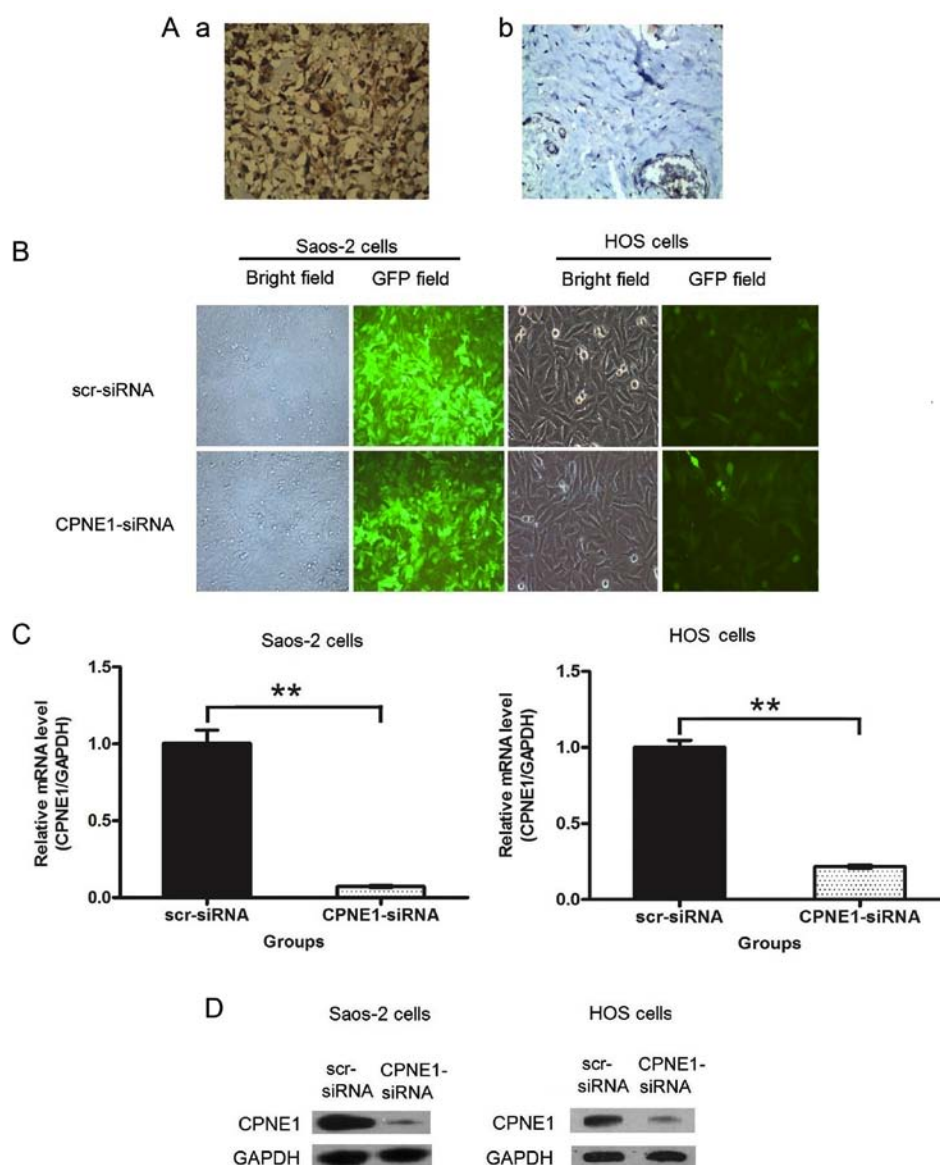 A a b
B
Saos-2 cells HOS cells
Bright field GFP field Bright field GFP field
scr-siRNA
CPNE1-siRNA
C
Saos-2 cells
Relative mRNA level
(CPNE1/GAPDH)
1.5
1.0
0.5
0.0
**
scr-siRNA CPNE1-siRNA
Groups
HOS cells
Relative mRNA level
(CPNE1/GAPDH)
1.5
1.0
0.5
0.0
**
scr-siRNA CPNE1-siRNA
Groups
D
Saos-2 cells
scr-
siRNA
CPNE1-
siRNA
CPNE1
GAPDH
HOS cells
scr-
siRNA
CPNE1-
siRNA
CPNE1
GAPDH